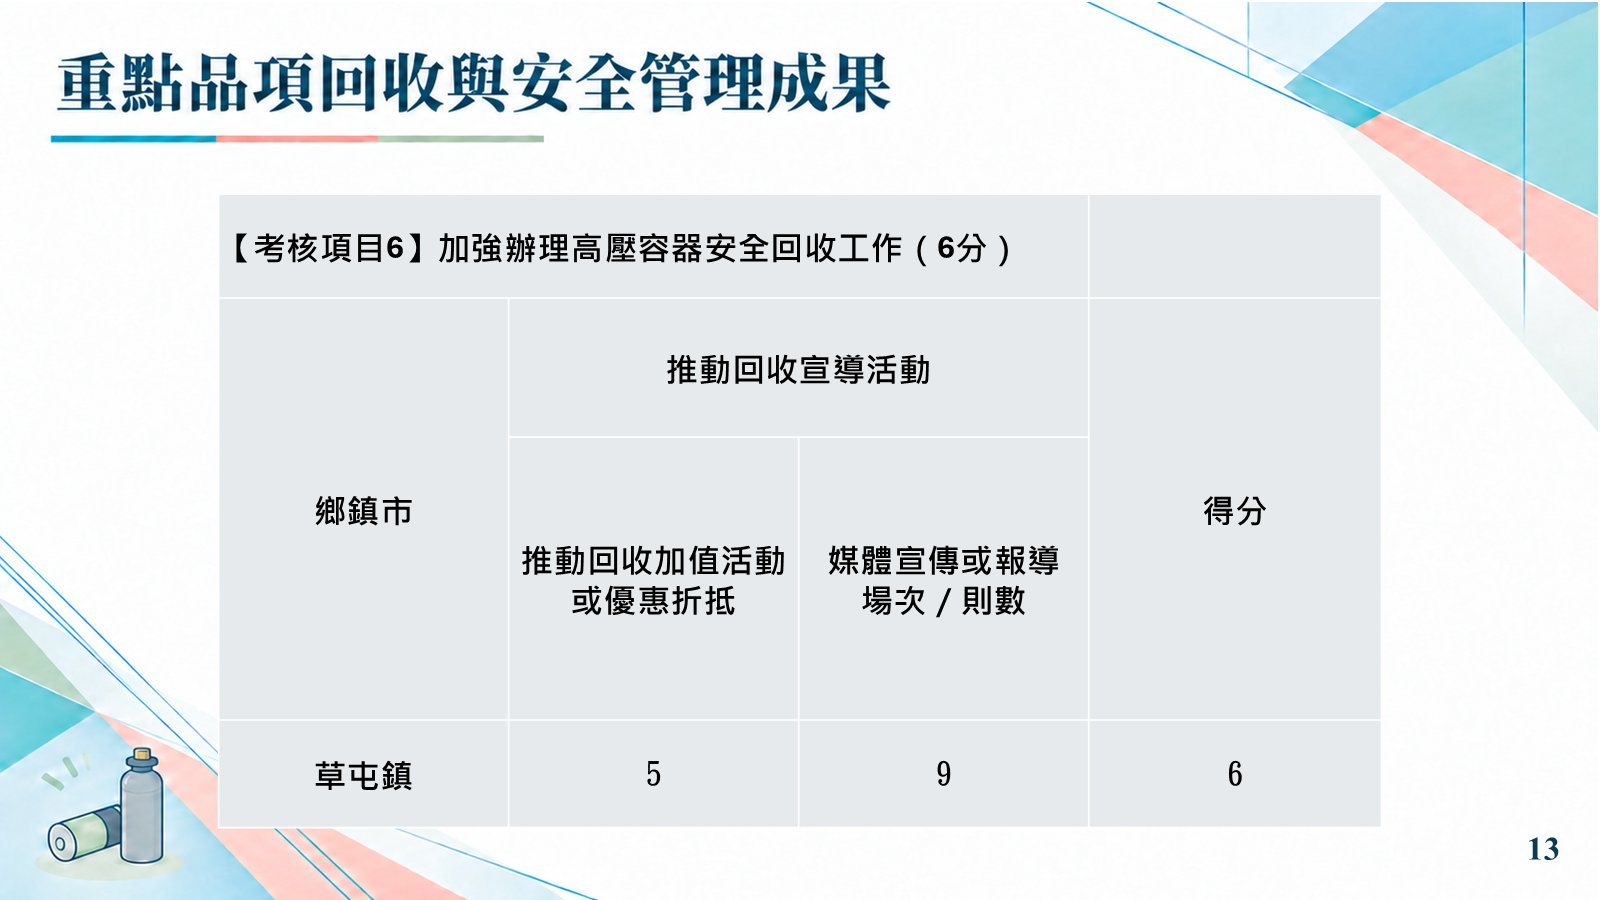 重點品項回收與安全管理成果
【考核項目6】加強辦理高壓容器安全回收工作（6分）
推動回收宣導活動
鄉鎮市
得分
推動回收加值活動
或優惠折抵
媒體宣傳或報導
場次／則數
草屯鎮
5
9
6
13